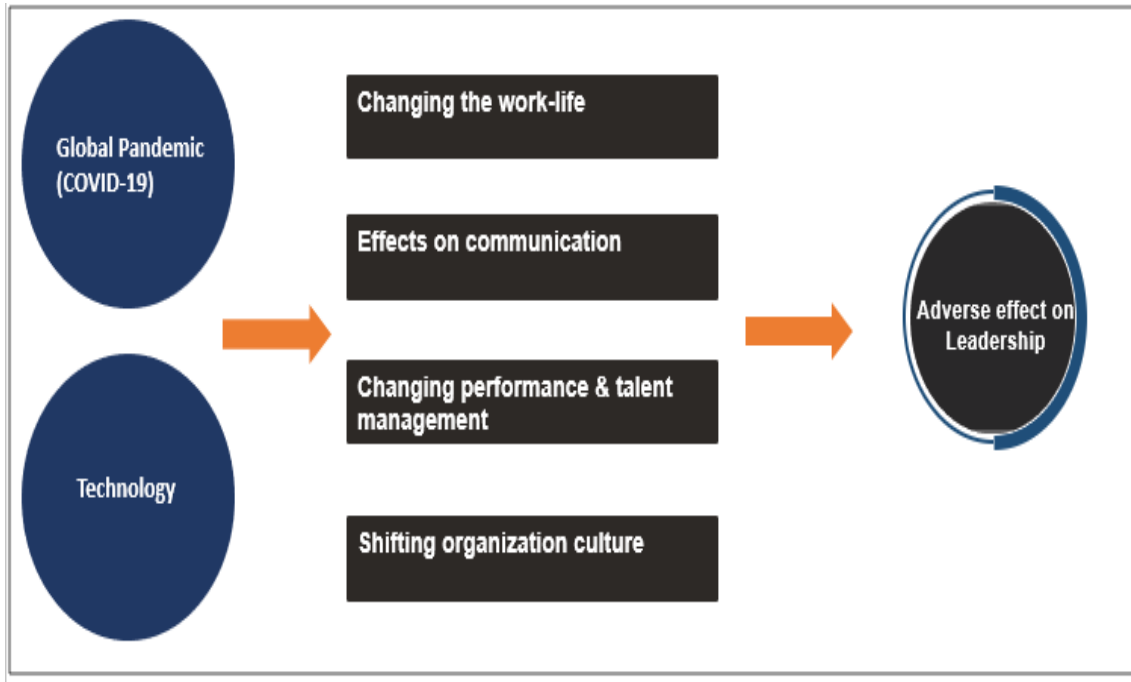 Global Pandemic
(COVID-19)
Technology
Changing the work-life
Effects on communication
Changing performance & talent
management
Shifting organization culture
Adverse effect on
Leadership